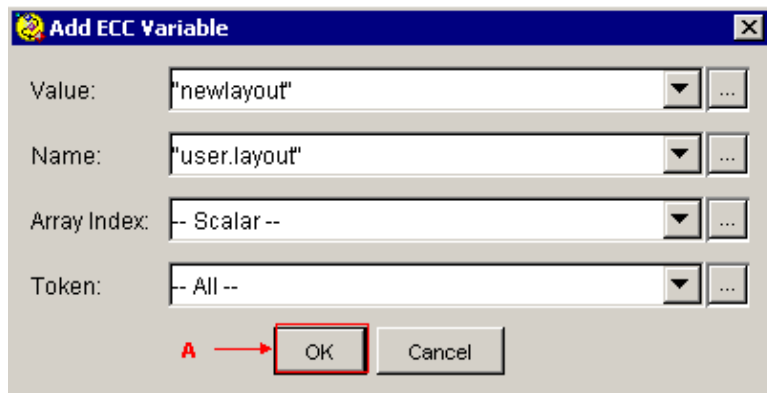 Add ECC Variable
Value: "newlayout" ...
Name: "user.layout" ...
Array Index: -- Scalar -- ...
Token: -- All -- ...
A OK Cancel